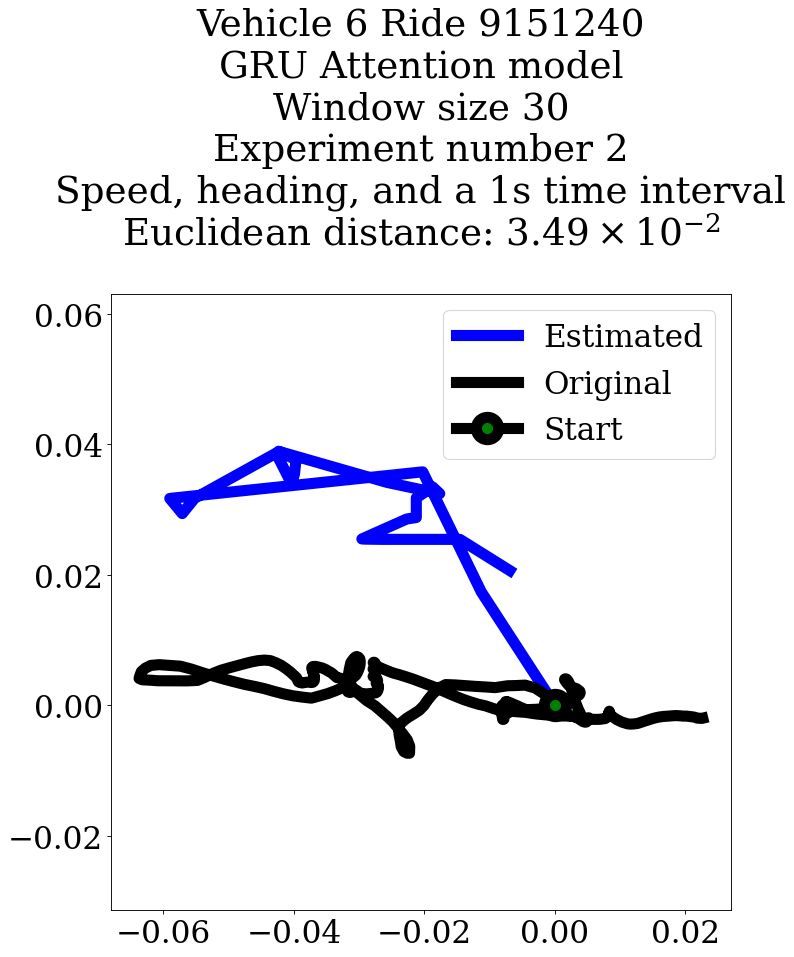 Vehicle 6 Ride 9151240
GRU Attention model
Window size 30
Experiment number 2
Speed, heading, and a 1s time interval
Euclidean distance: 3.49 × 10⁻²
Estimated
Original
Start
0.06
0.04
0.02
0.00
−0.02
−0.06 −0.04 −0.02 0.00 0.02